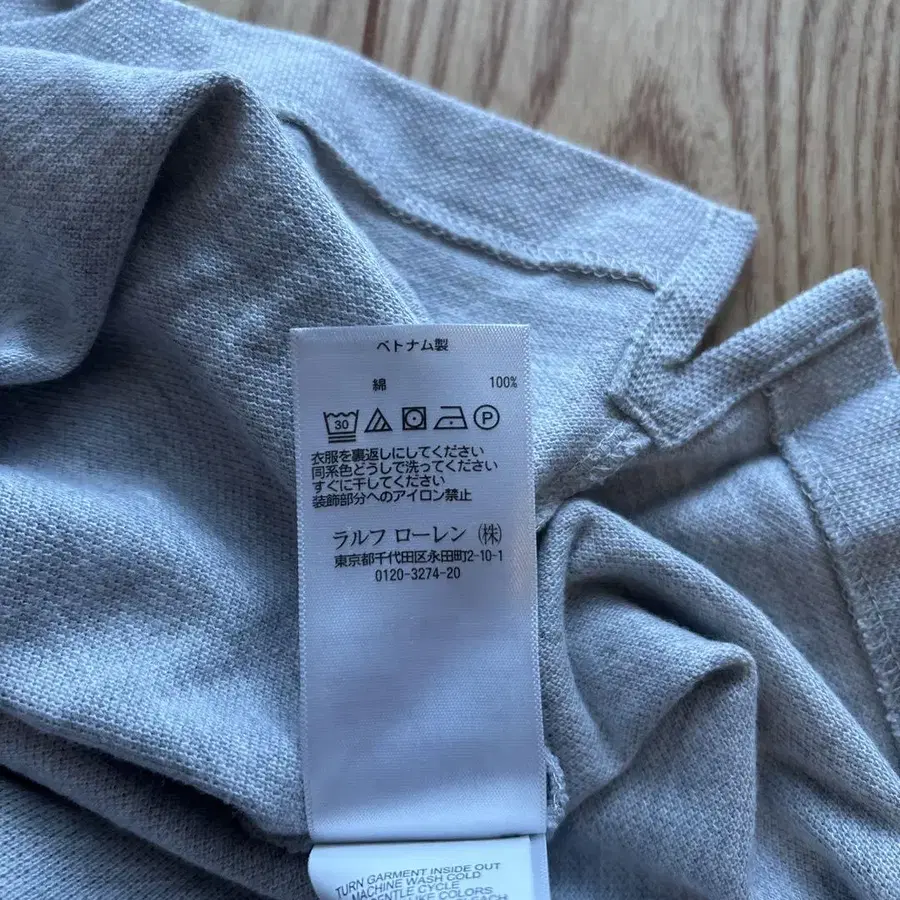 ベトナム製
綿 100%
30 P
衣服を裏返しにしてください
同系色どうしで洗ってください
すぐに干してください
装飾部分へのアイロン禁止
ラルフ ローレン (株)
東京都千代田区永田町2-10-1
0120-3274-20
TURN GARMENT INSIDE OUT
MACHINE WASH COLD
GENTLE CYCLE
LIKE COLORS